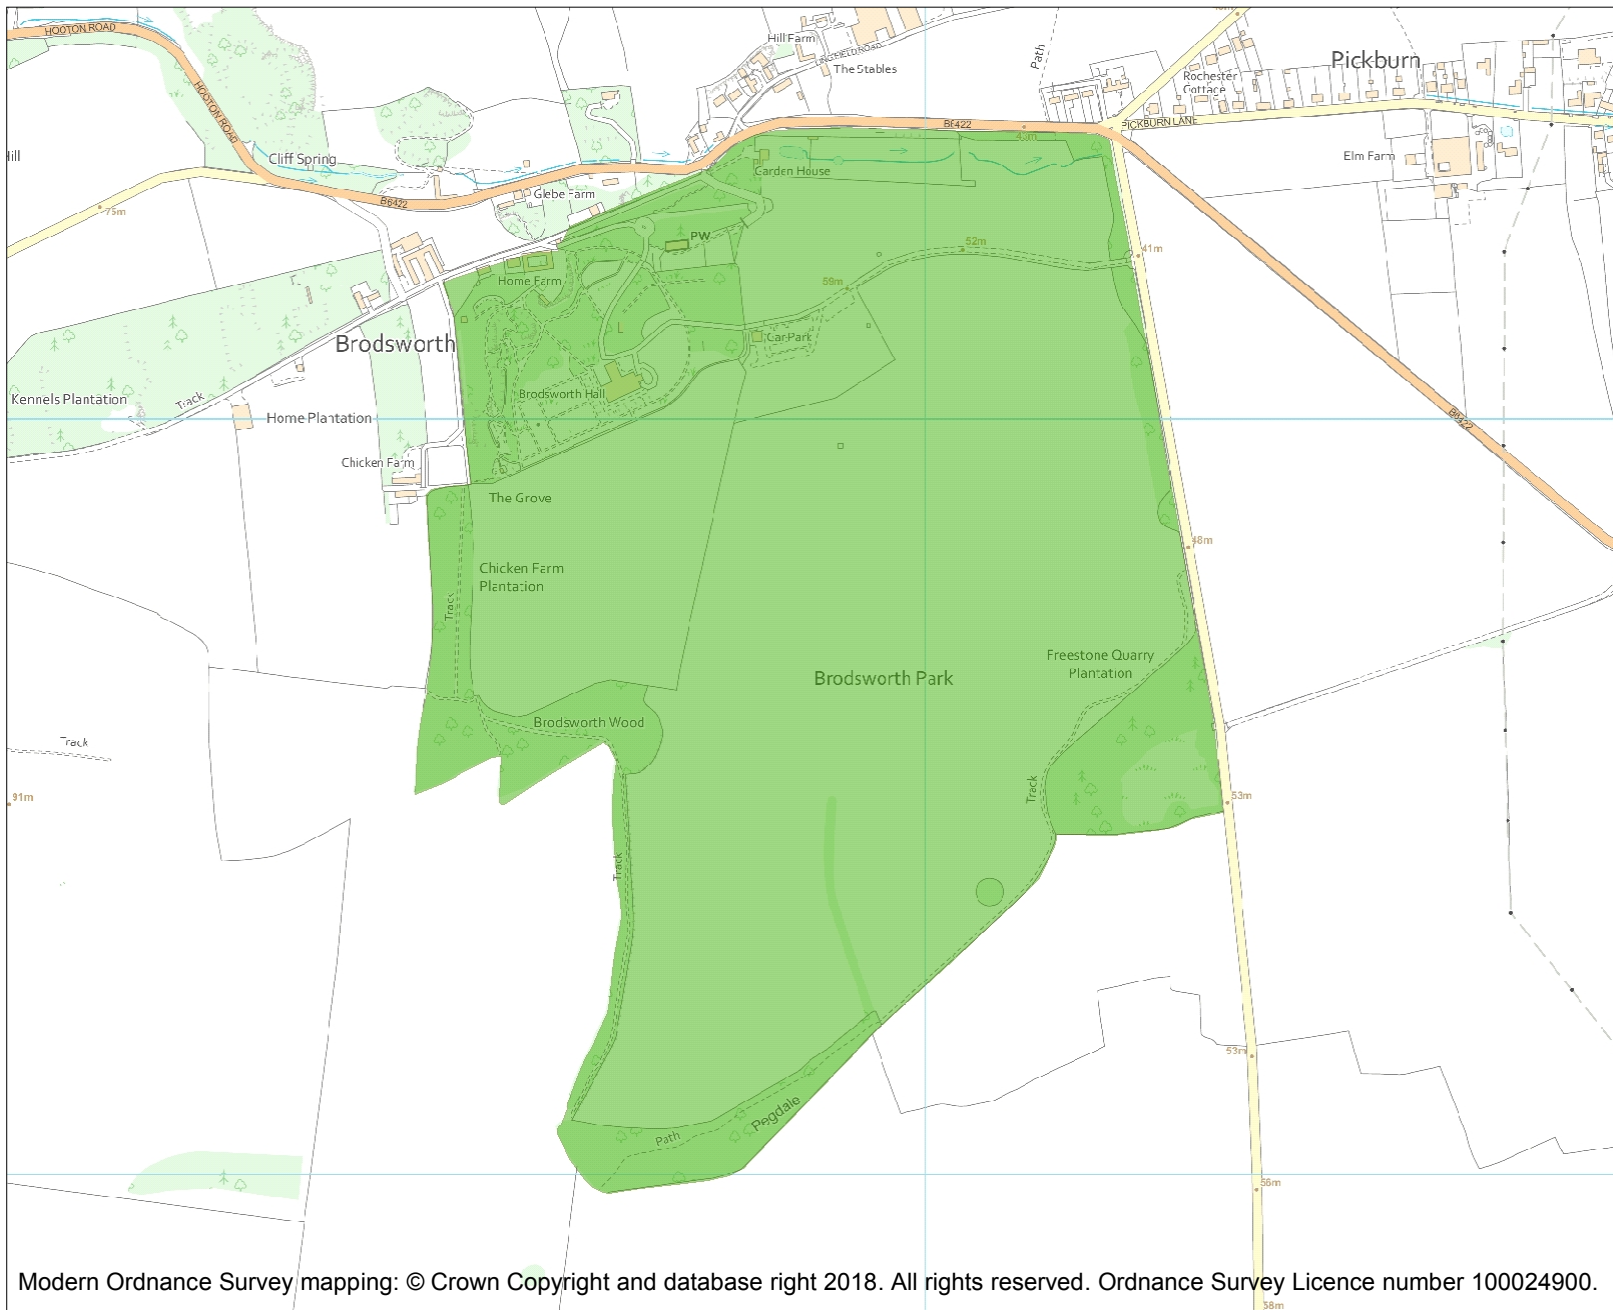 HOOTON ROAD
Hill Farm
LINGFIELD ROAD
The Stables
Path
Pickburn
Rochester
Cottage
HOOTON ROAD
B6422
PICKBURN LANE
Cliff Spring
Elm Farm
Garden House
Glebe Farm
B6422
75m
PW
52m
41m
Home Farm
59m
Car Park
Brodsworth
Brodsworth Hall
Kennels Plantation
Track
Home Plantation
B6422
Chicken Farm
The Grove
48m
Chicken Farm
Plantation
Track
Freestone Quarry
Plantation
Brodsworth Park
Brodsworth Wood
Track
Track
91m
53m
Track
53m
Pegdale
Path
56m
58m
Modern Ordnance Survey mapping: © Crown Copyright and database right 2018. All rights reserved. Ordnance Survey Licence number 100024900.